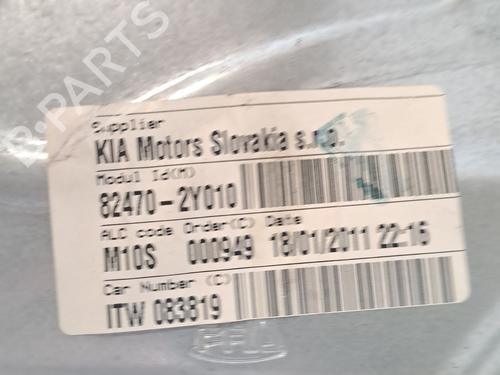 B-PARTS
Supplier
KIA Motors Slovakia s.r.o.
Modul Id(M)
82470-2Y010
ALC code Order(C) Date
M10S 000949 18/01/2011 22:16
Car Number (C)
ITW 083819